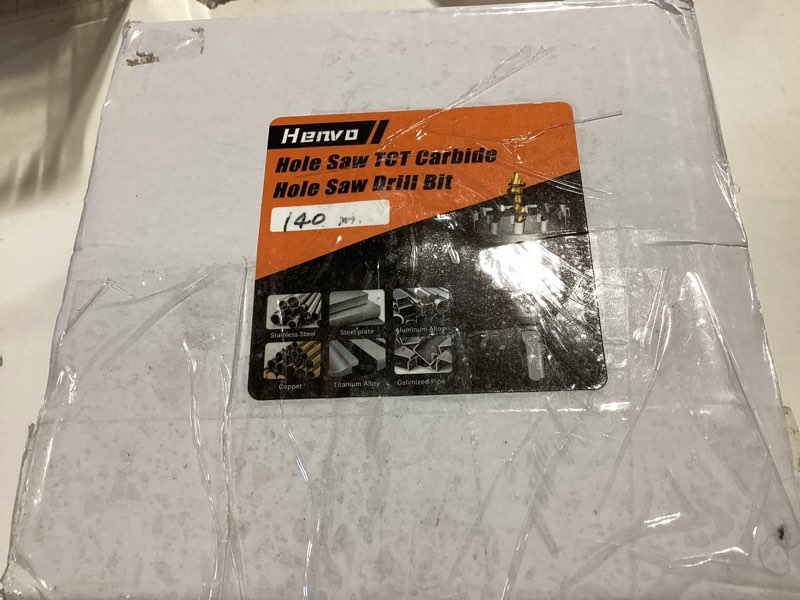 Henvo
Hole Saw TCT Carbide
Hole Saw Drill Bit
140
Stainless Steel
Steel plate
Aluminum Alloy
Copper
Titanium Alloy
Galvnized Pipe